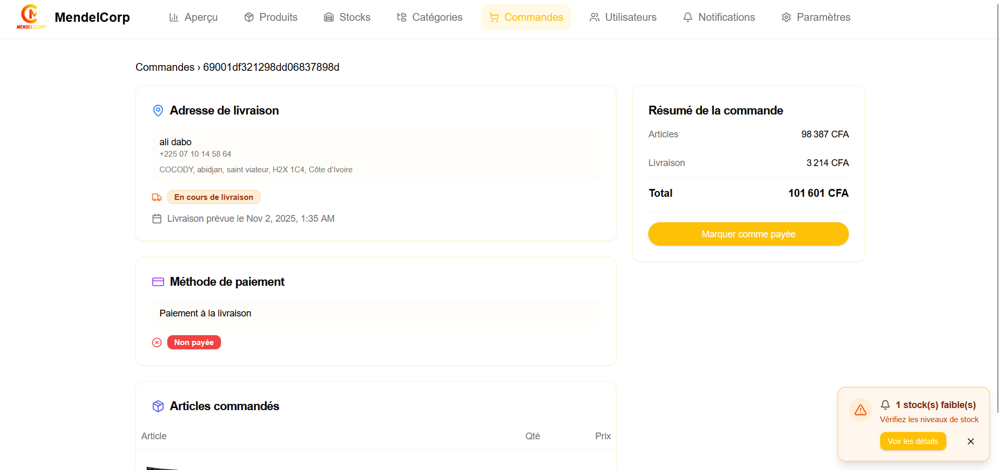 MENDELCORP
MendelCorp
Aperçu
Produits
Stocks
Catégories
Commandes
Utilisateurs
Notifications
Paramètres
Commandes › 69001df321298dd06837898d
Adresse de livraison
ali dabo
+225 07 10 14 58 64
COCODY, abidjan, saint viateur, H2X 1C4, Côte d’Ivoire
En cours de livraison
Livraison prévue le Nov 2, 2025, 1:35 AM
Résumé de la commande
Articles 98 387 CFA
Livraison 3 214 CFA
Total 101 601 CFA
Marquer comme payée
Méthode de paiement
Paiement à la livraison
Non payée
Articles commandés
Article Qté Prix
1 stock(s) faible(s)
Vérifiez les niveaux de stock
Voir les détails